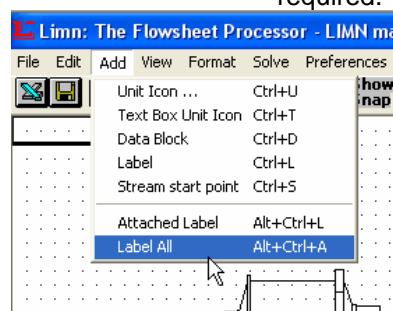 required.
Limn: The Flowsheet Processor - LIMN ma
File Edit Add View Format Solve Preferences
Unit Icon ... Ctrl+U
Text Box Unit Icon Ctrl+T
Data Block Ctrl+D
Label Ctrl+L
Stream start point Ctrl+S
Attached Label Alt+Ctrl+L
Label All Alt+Ctrl+A
how
nap